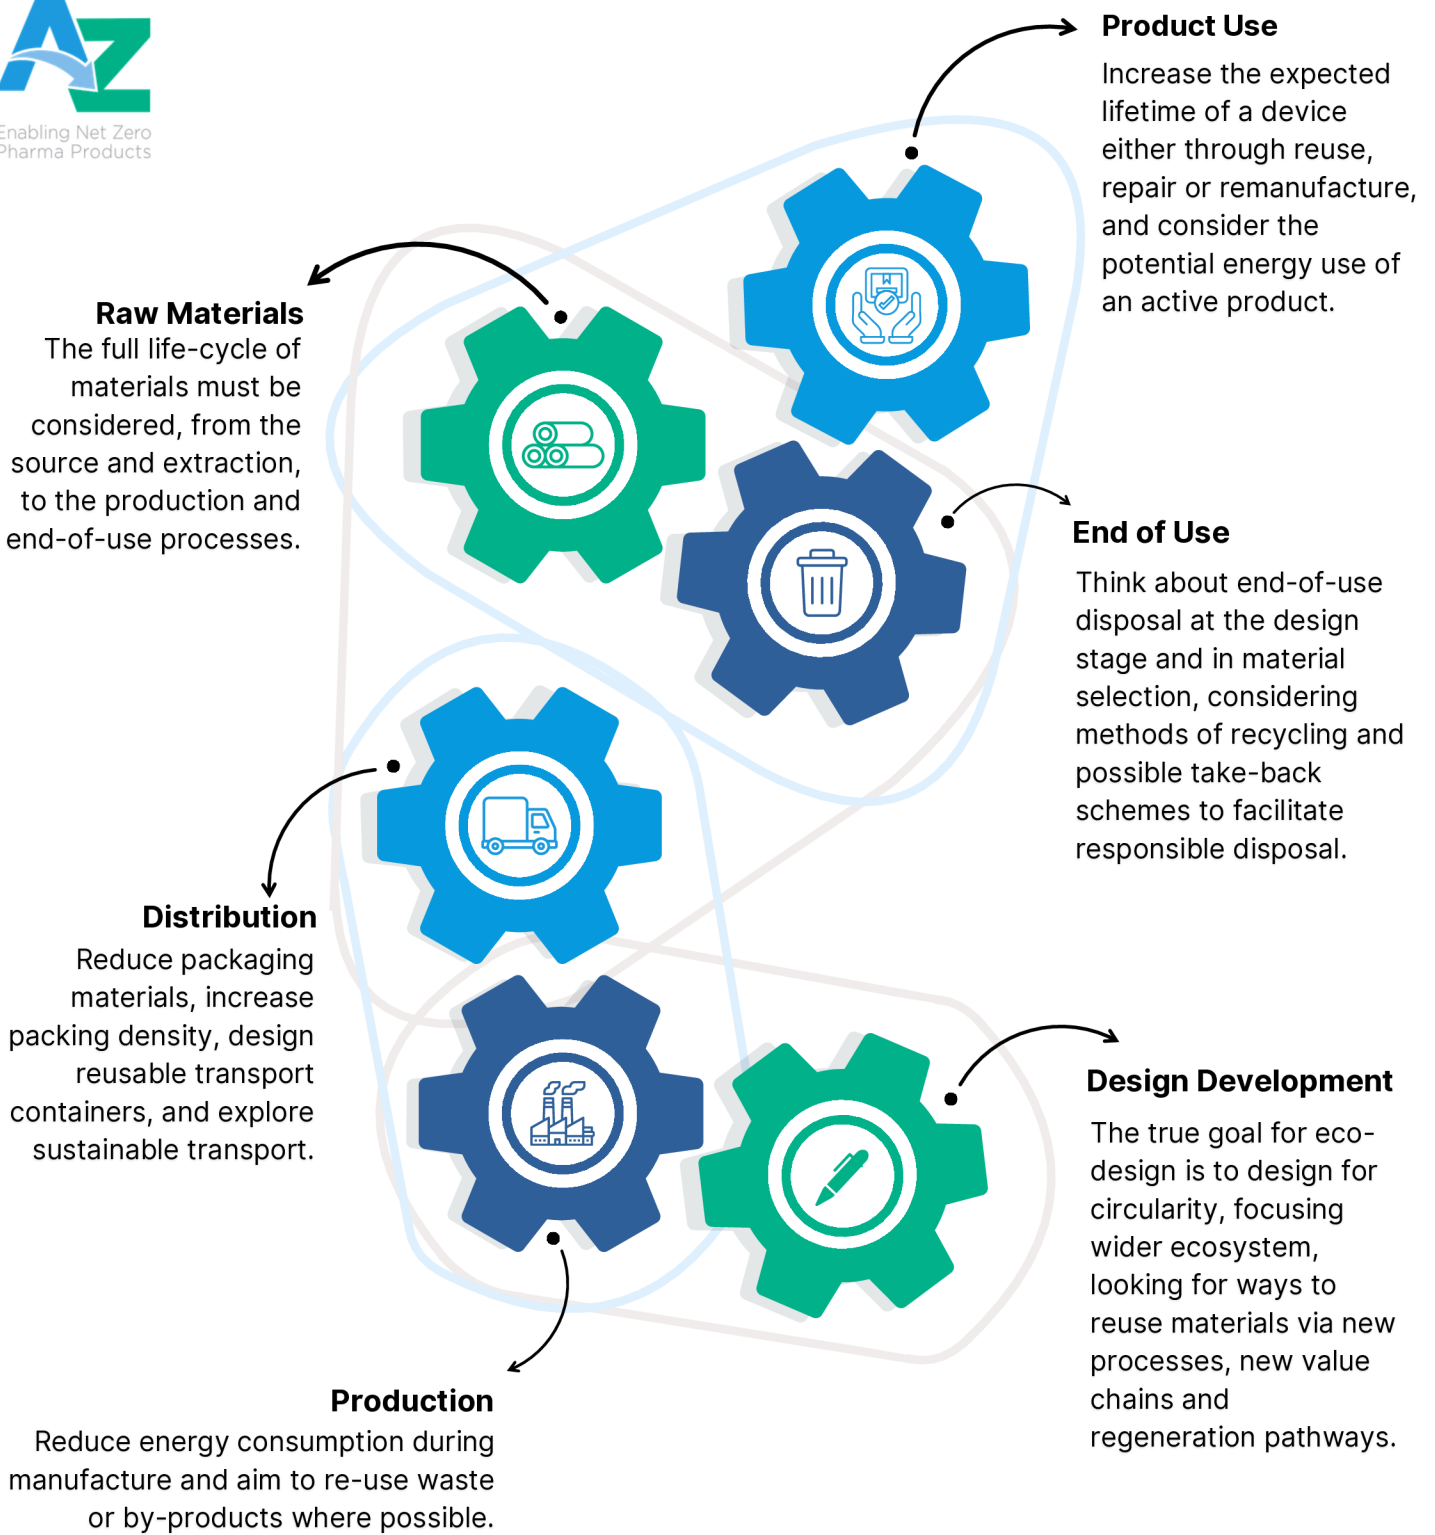 AZ
Enabling Net Zero
Pharma Products
Product Use
Increase the expected
lifetime of a device
either through reuse,
repair or remanufacture,
and consider the
potential energy use of
an active product.
Raw Materials
The full life-cycle of
materials must be
considered, from the
source and extraction,
to the production and
end-of-use processes.
End of Use
Think about end-of-use
disposal at the design
stage and in material
selection, considering
methods of recycling and
possible take-back
schemes to facilitate
responsible disposal.
Distribution
Reduce packaging
materials, increase
packing density, design
reusable transport
containers, and explore
sustainable transport.
Design Development
The true goal for eco-
design is to design for
circularity, focusing
wider ecosystem,
looking for ways to
reuse materials via new
processes, new value
chains and
regeneration pathways.
Production
Reduce energy consumption during
manufacture and aim to re-use waste
or by-products where possible.